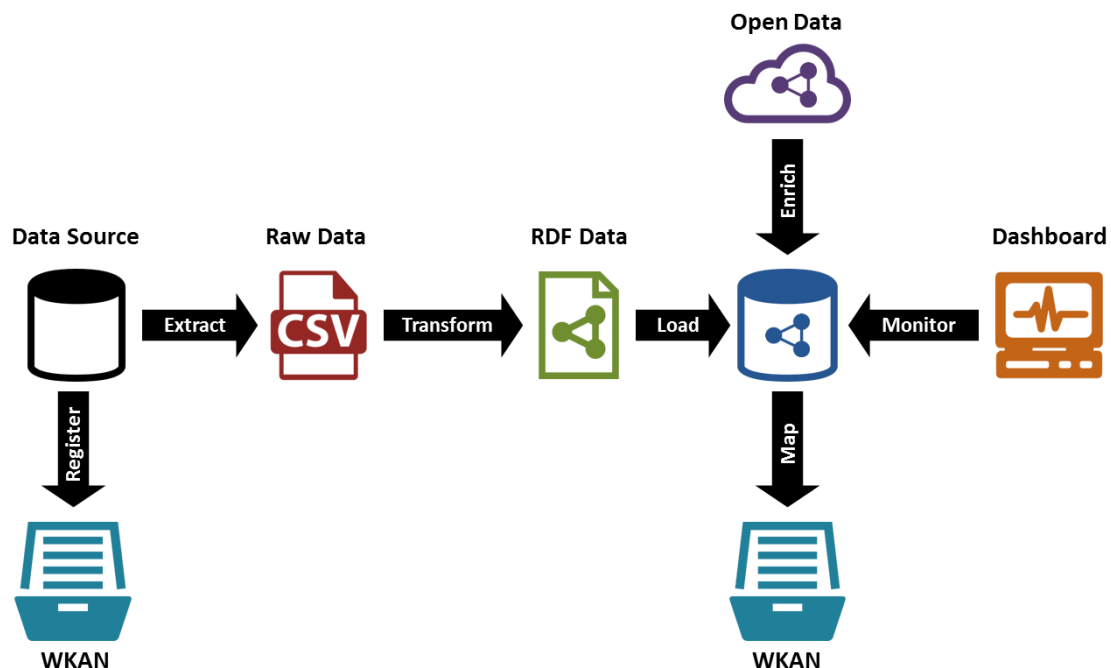 Open Data
Enrich
Data Source
Raw Data
RDF Data
Dashboard
Extract
CSV
Transform
Load
Monitor
Register
Map
WKAN
WKAN